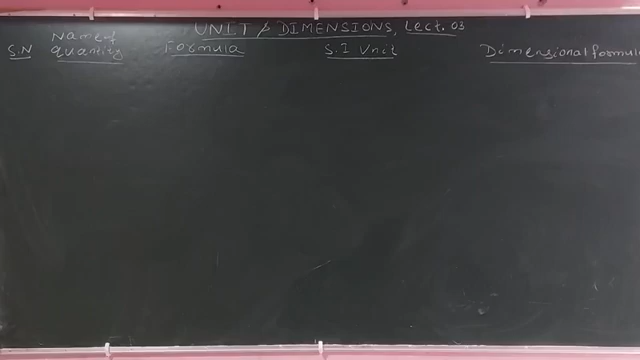 UNIT & DIMENSIONS, Lect. 03
S.N Name of Quantity Formula S.I Unit Dimensional formula